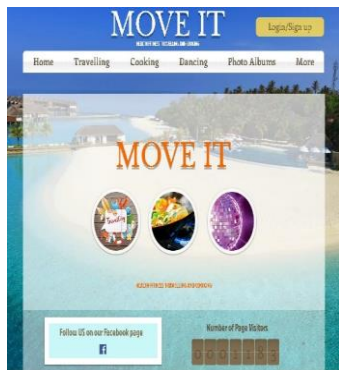 MOVE IT
Login/Sign up
Home Travelling Cooking Dancing Photo Albums More
MOVE IT
Follow US on our Facebook page
f
Number of Page Visitors